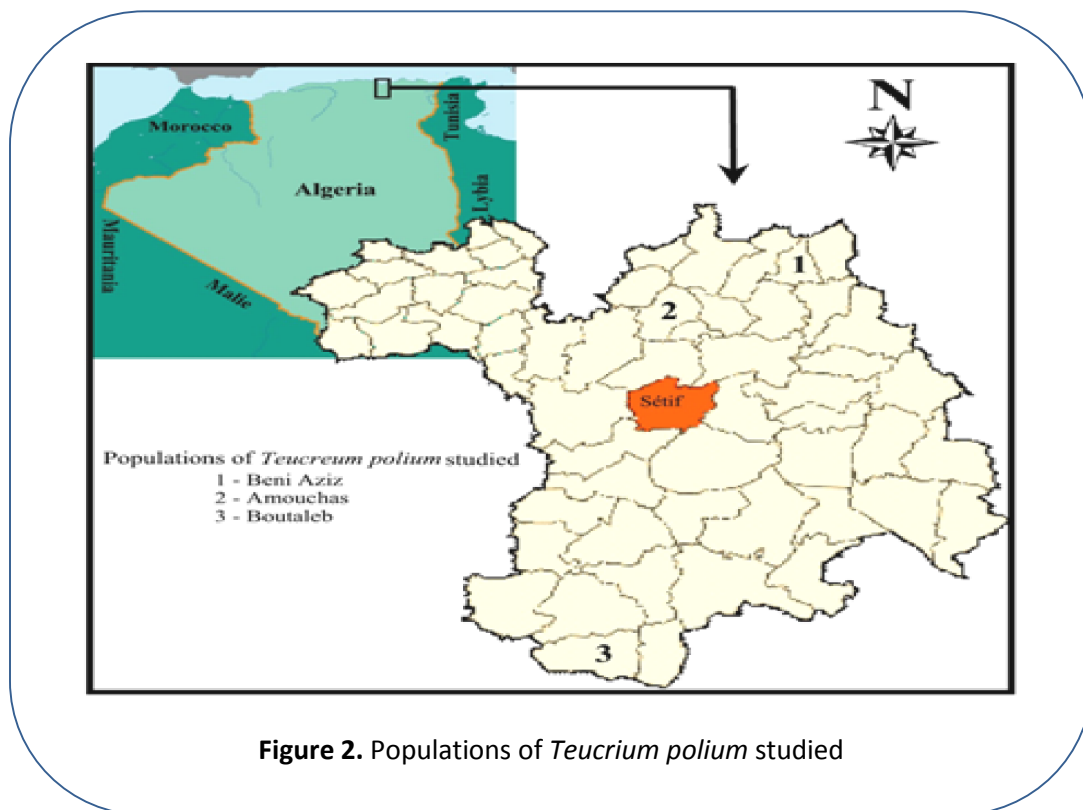 N
Morocco
Tunisia
Algeria
Lybia
Mauritania
Malie
1
2
Sétif
Populations of Teucreum polium studied
1 - Beni Aziz
2 - Amouchas
3 - Boutaleb
3
Figure 2. Populations of Teucrium polium studied